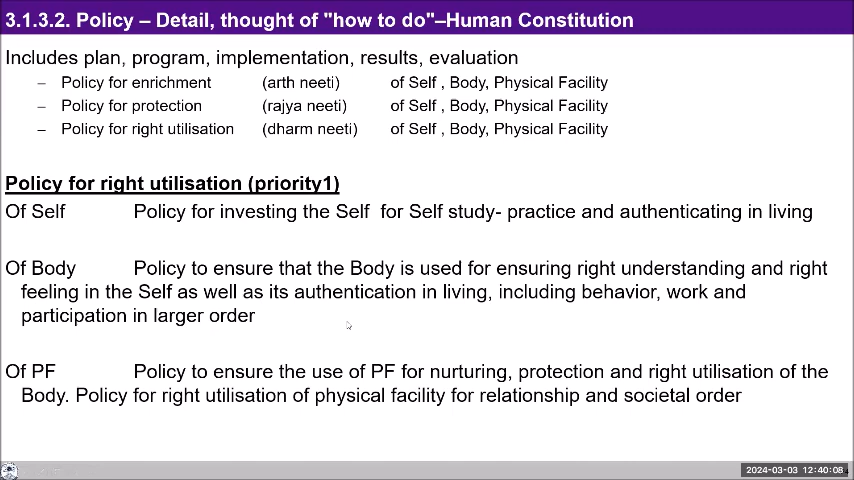 3.1.3.2. Policy – Detail, thought of "how to do"–Human Constitution
Includes plan, program, implementation, results, evaluation
– Policy for enrichment (arth neeti) of Self , Body, Physical Facility
– Policy for protection (rajya neeti) of Self , Body, Physical Facility
– Policy for right utilisation (dharm neeti) of Self , Body, Physical Facility
Policy for right utilisation (priority1)
Of Self Policy for investing the Self for Self study- practice and authenticating in living
Of Body Policy to ensure that the Body is used for ensuring right understanding and right
feeling in the Self as well as its authentication in living, including behavior, work and
participation in larger order
Of PF Policy to ensure the use of PF for nurturing, protection and right utilisation of the
Body. Policy for right utilisation of physical facility for relationship and societal order
2024-03-03 12:40:08